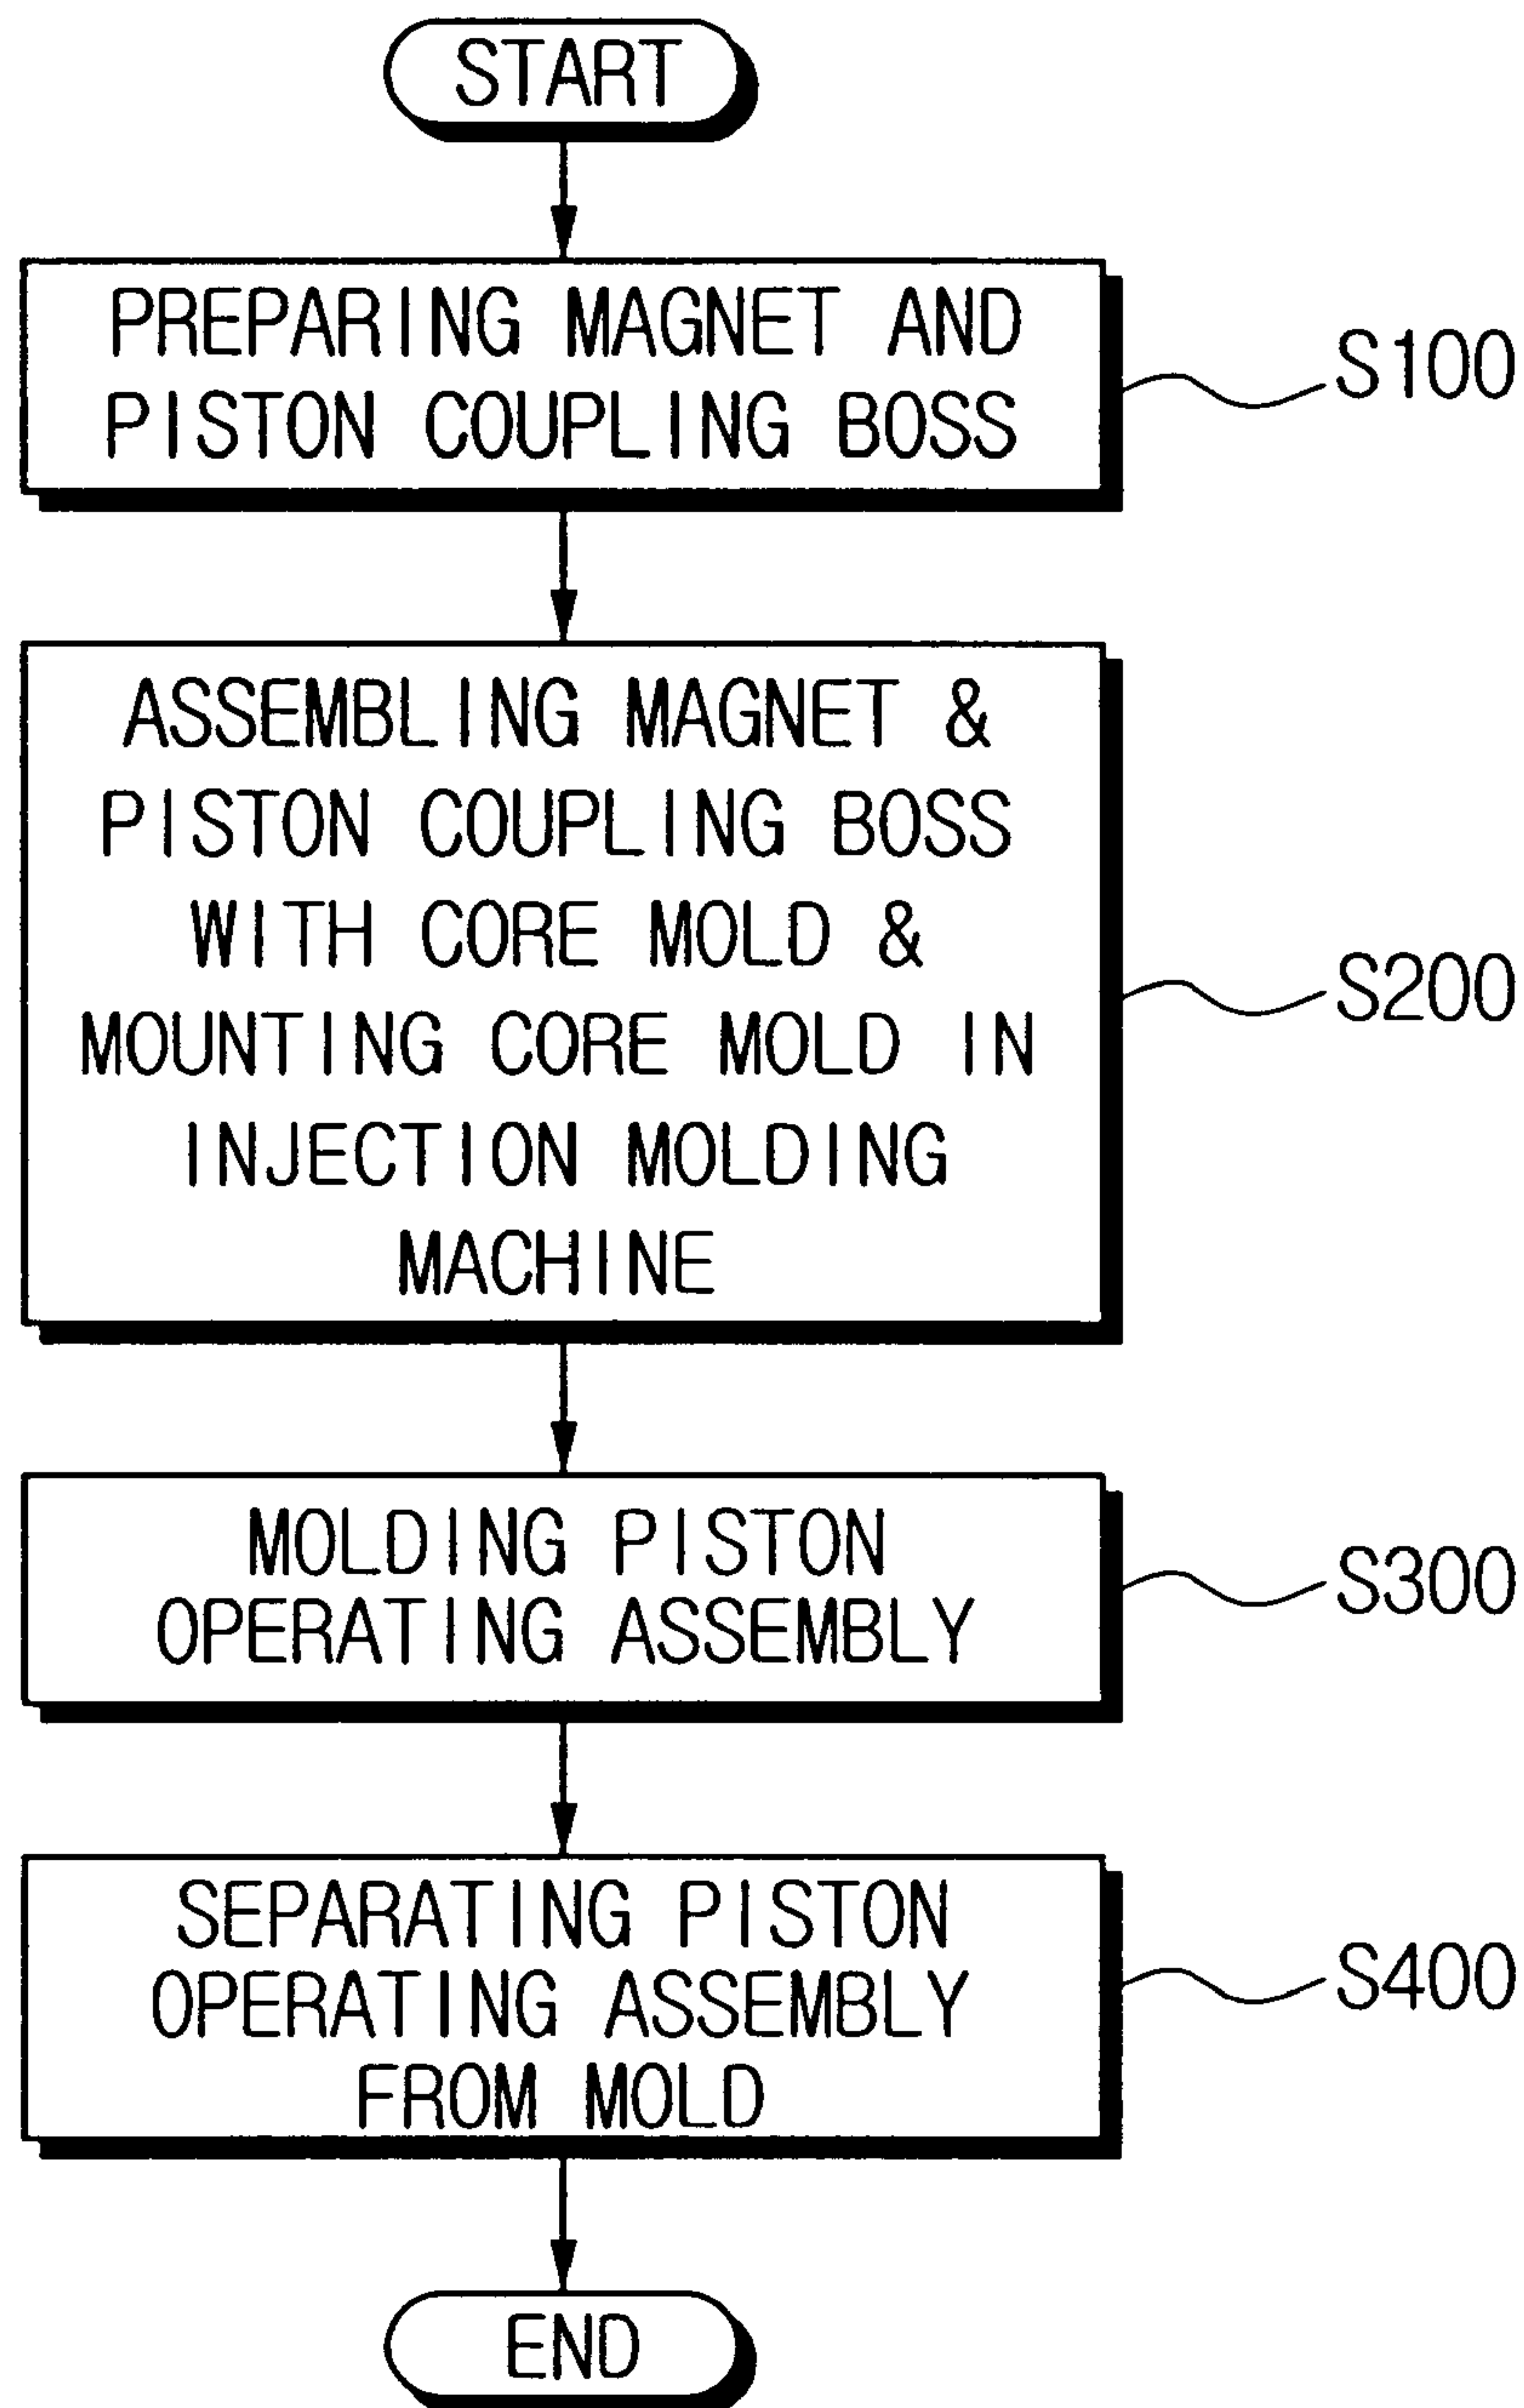 START
PREPARING MAGNET AND
PISTON COUPLING BOSS
S100
ASSEMBLING MAGNET &
PISTON COUPLING BOSS
WITH CORE MOLD &
MOUNTING CORE MOLD IN
INJECTION MOLDING
MACHINE
S200
MOLDING PISTON
OPERATING ASSEMBLY
S300
SEPARATING PISTON
OPERATING ASSEMBLY
FROM MOLD
S400
END